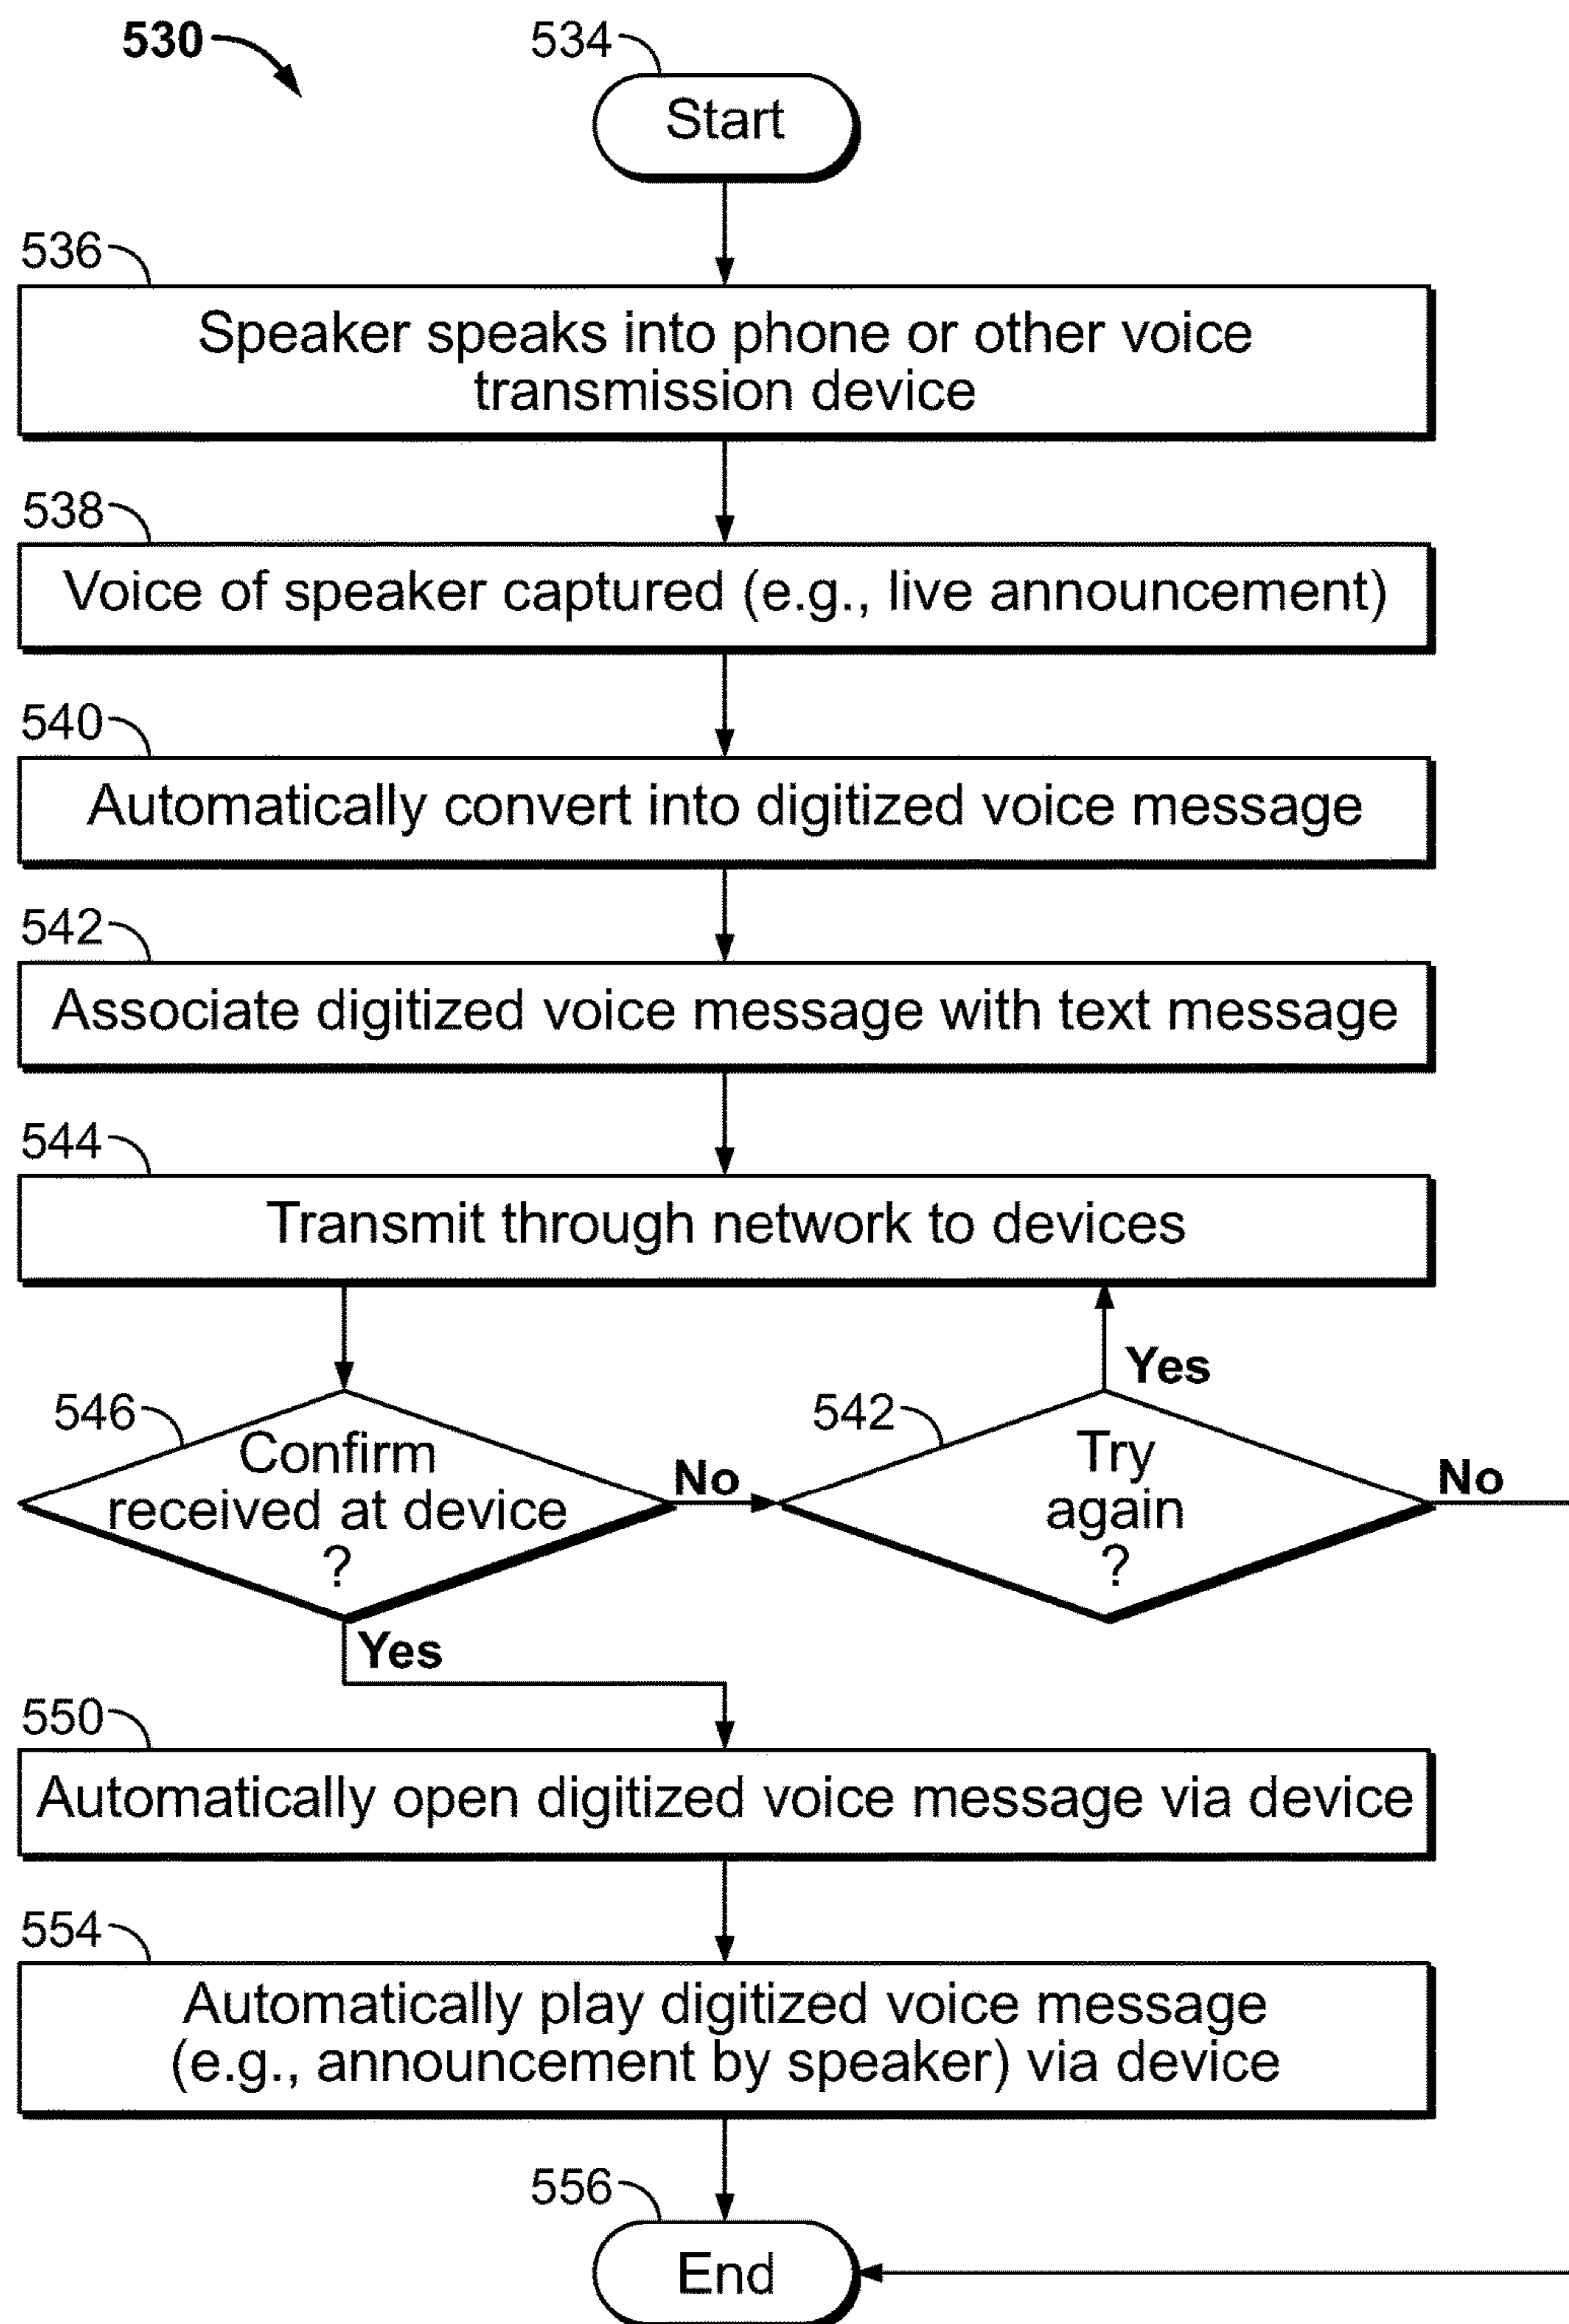 530
534
Start
536
Speaker speaks into phone or other voice
transmission device
538
Voice of speaker captured (e.g., live announcement)
540
Automatically convert into digitized voice message
542
Associate digitized voice message with text message
544
Transmit through network to devices
546
Confirm
received at device
?
No
Yes
542
Try
again
?
Yes
No
550
Automatically open digitized voice message via device
554
Automatically play digitized voice message
(e.g., announcement by speaker) via device
556
End